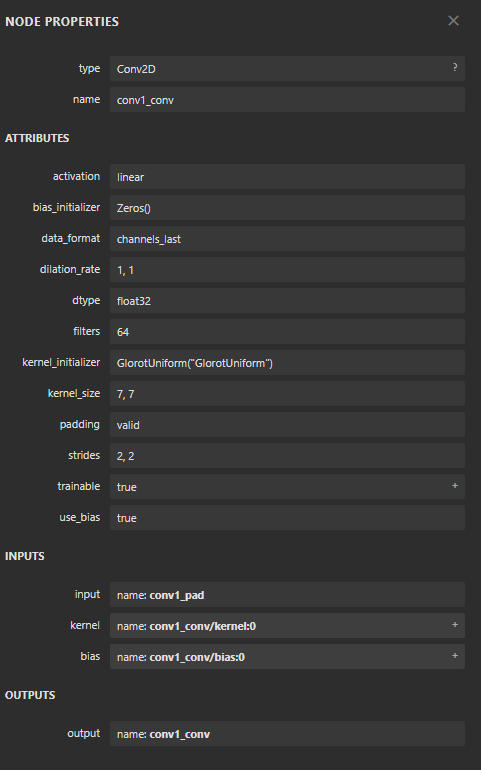 NODE PROPERTIES ×
type Conv2D ?
name conv1_conv
ATTRIBUTES
activation linear
bias_initializer Zeros()
data_format channels_last
dilation_rate 1, 1
dtype float32
filters 64
kernel_initializer GlorotUniform("GlorotUniform")
kernel_size 7, 7
padding valid
strides 2, 2
trainable true +
use_bias true
INPUTS
input name: conv1_pad
kernel name: conv1_conv/kernel:0 +
bias name: conv1_conv/bias:0 +
OUTPUTS
output name: conv1_conv